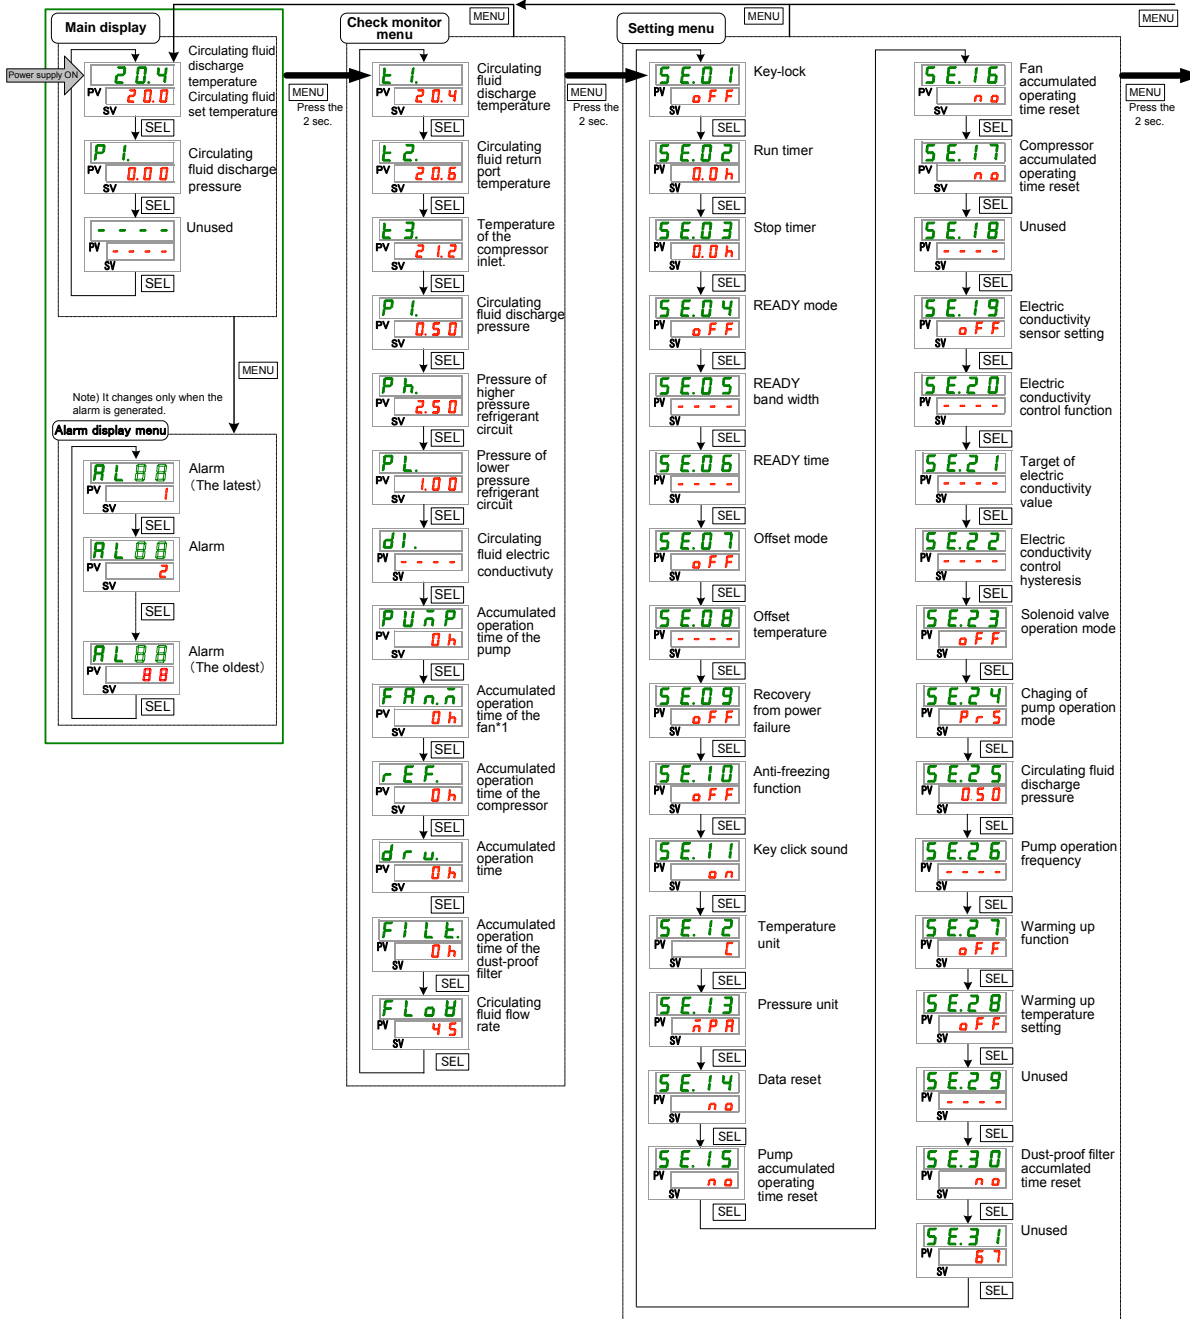 MENU
MENU
MENU
Main display
Power supply ON
20.4
PV
20.0
SV
Circulating fluid
discharge
temperature
Circulating fluid
set temperature
SEL
P 1.
PV
0.00
SV
Circulating
fluid discharge
pressure
SEL
- - - -
PV
- - - -
SV
Unused
SEL
MENU
Note) It changes only when the
alarm is generated.
Alarm display menu
AL88
PV
1
SV
Alarm
(The latest)
SEL
AL88
PV
2
SV
Alarm
SEL
AL88
PV
88
SV
Alarm
(The oldest)
SEL
MENU
Press the
2 sec.
Check monitor
menu
t 1.
PV
20.4
SV
Circulating
fluid
discharge
temperature
SEL
t 2.
PV
20.6
SV
Circulating
fluid return
port
temperature
SEL
t 3.
PV
21.2
SV
Temperature
of the
compressor
inlet.
SEL
P 1.
PV
0.50
SV
Circulating
fluid discharge
pressure
SEL
Ph.
PV
2.50
SV
Pressure of
higher
pressure
refrigerant
circuit
SEL
PL.
PV
1.00
SV
Pressure of
lower
pressure
refrigerant
circuit
SEL
d1.
PV
- - - -
SV
Circulating
fluid electric
conductivuty
SEL
PUmP
PV
0h
SV
Accumulated
operation
time of the
pump
SEL
FAn.m
PV
0h
SV
Accumulated
operation
time of the
fan*1
SEL
rEF.
PV
0h
SV
Accumulated
operation
time of the
compressor
SEL
dru.
PV
0h
SV
Accumulated
operation
time
SEL
FILt.
PV
0h
SV
Accumulated
operation
time of the
dust-proof
filter
SEL
FLoW
PV
45
SV
Criculating
fluid flow
rate
SEL
MENU
Press the
2 sec.
Setting menu
SE.01
PV
oFF
SV
Key-lock
SEL
SE.02
PV
0.0h
SV
Run timer
SEL
SE.03
PV
0.0h
SV
Stop timer
SEL
SE.04
PV
oFF
SV
READY mode
SEL
SE.05
PV
- - - -
SV
READY
band width
SEL
SE.06
PV
- - - -
SV
READY time
SEL
SE.07
PV
oFF
SV
Offset mode
SEL
SE.08
PV
- - - -
SV
Offset
temperature
SEL
SE.09
PV
oFF
SV
Recovery
from power
failure
SEL
SE.10
PV
oFF
SV
Anti-freezing
function
SEL
SE.11
PV
on
SV
Key click sound
SEL
SE.12
PV
C
SV
Temperature
unit
SEL
SE.13
PV
mPA
SV
Pressure unit
SEL
SE.14
PV
no
SV
Data reset
SEL
SE.15
PV
no
SV
Pump
accumulated
operating
time reset
SEL
SE.16
PV
no
SV
Fan
accumulated
operating
time reset
SEL
SE.17
PV
no
SV
Compressor
accumulated
operating
time reset
SEL
SE.18
PV
- - - -
SV
Unused
SEL
SE.19
PV
oFF
SV
Electric
conductivity
sensor setting
SEL
SE.20
PV
- - - -
SV
Electric
conductivity
control function
SEL
SE.21
PV
- - - -
SV
Target of
electric
conductivity
value
SEL
SE.22
PV
- - - -
SV
Electric
conductivity
control
hysteresis
SEL
SE.23
PV
oFF
SV
Solenoid valve
operation mode
SEL
SE.24
PV
PrS
SV
Chaging of
pump operation
mode
SEL
SE.25
PV
0.50
SV
Circulating fluid
discharge
pressure
SEL
SE.26
PV
- - - -
SV
Pump operation
frequency
SEL
SE.27
PV
oFF
SV
Warming up
function
SEL
SE.28
PV
oFF
SV
Warming up
temperature
setting
SEL
SE.29
PV
- - - -
SV
Unused
SEL
SE.30
PV
no
SV
Dust-proof filter
accumlated
time reset
SEL
SE.31
PV
67
SV
Unused
SEL
MENU
Press the
2 sec.